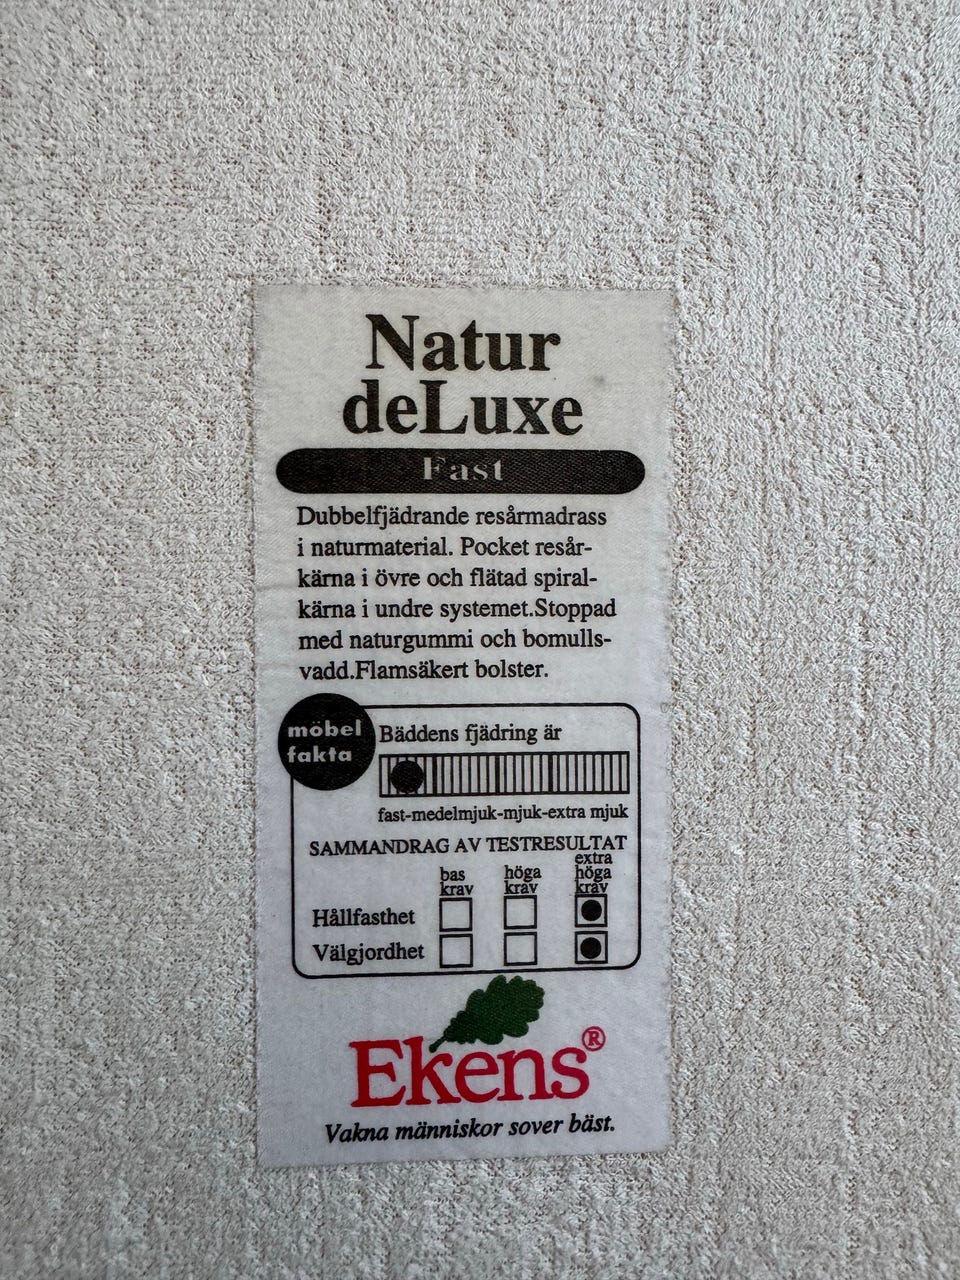 Natur
deLuxe
Fast
Dubbelfjädrande resårmadrass
i naturmaterial. Pocket resår-
kärna i övre och flätad spiral-
kärna i undre systemet.Stoppad
med naturgummi och bomulls-
vadd.Flamsäkert bolster.
möbel
fakta
Bäddens fjädring är
fast-medelmjuk-mjuk-extra mjuk
SAMMANDRAG AV TESTRESULTAT
bas
krav
höga
krav
extra
höga
krav
Hållfasthet
Välgjordhet
Ekens®
Vakna människor sover bäst.